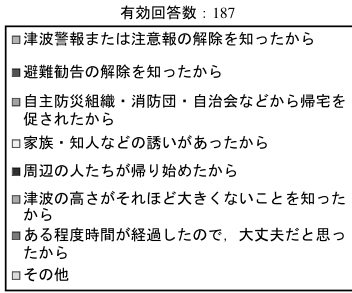 有効回答数：187
津波警報または注意報の解除を知ったから
避難勧告の解除を知ったから
自主防災組織・消防団・自治会などから帰宅を
促されたから
家族・知人などの誘いがあったから
周辺の人たちが帰り始めたから
津波の高さがそれほど大きくないことを知った
から
ある程度時間が経過したので，大丈夫だと思っ
たから
その他